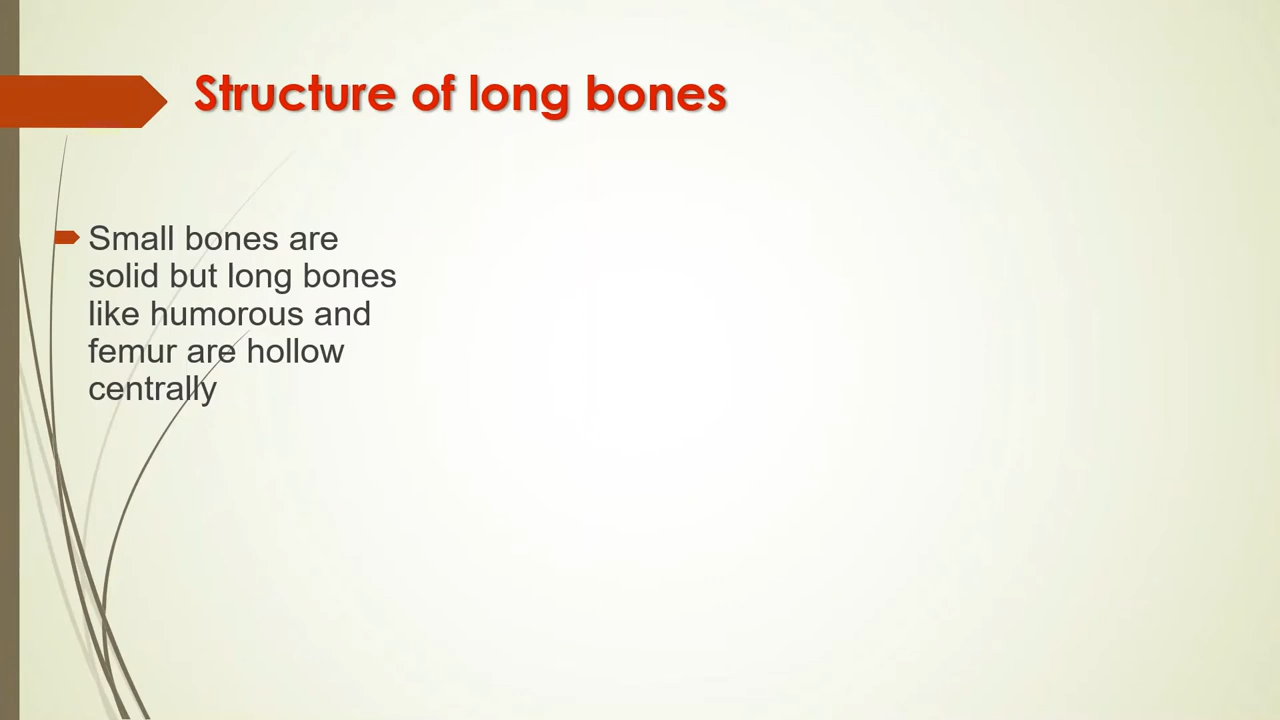 Structure of long bones
Small bones are
solid but long bones
like humorous and
femur are hollow
centrally